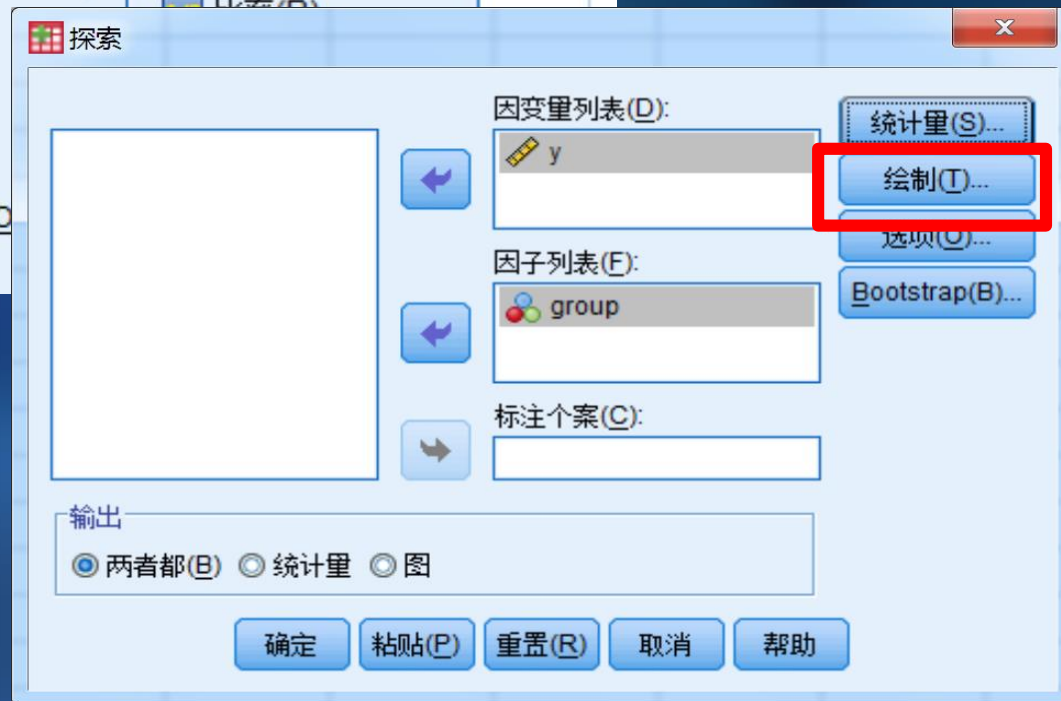 比率(R)
探索
因变量列表(D):
y
因子列表(F):
group
标注个案(C):
统计量(S)...
绘制(T)...
选项(O)...
Bootstrap(B)...
输出
两者都(B) 统计量 图
确定 粘贴(P) 重置(R) 取消 帮助